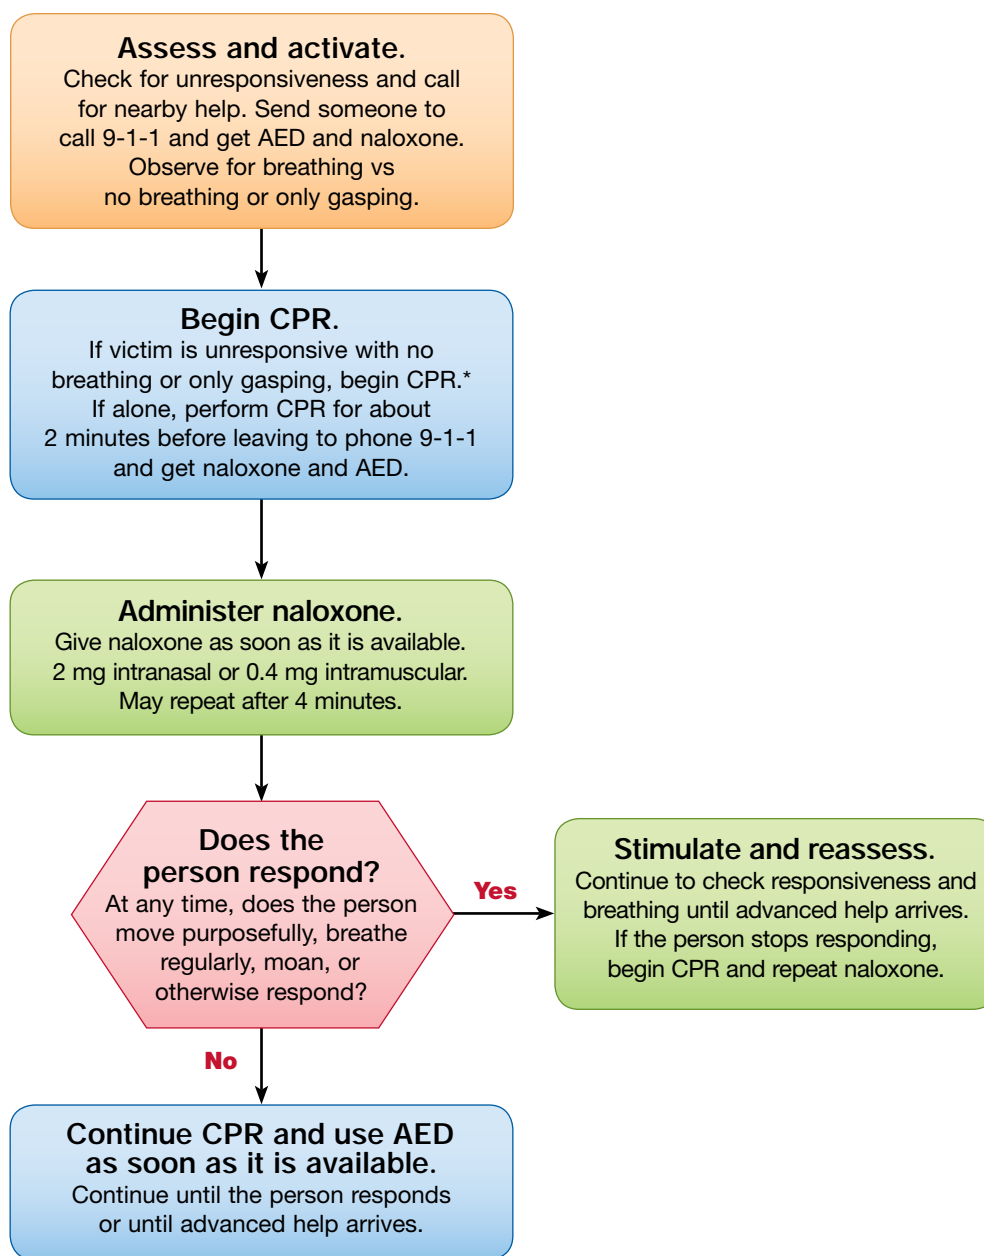 Assess and activate.
Check for unresponsiveness and call
for nearby help. Send someone to
call 9-1-1 and get AED and naloxone.
Observe for breathing vs
no breathing or only gasping.
Begin CPR.
If victim is unresponsive with no
breathing or only gasping, begin CPR.*
If alone, perform CPR for about
2 minutes before leaving to phone 9-1-1
and get naloxone and AED.
Administer naloxone.
Give naloxone as soon as it is available.
2 mg intranasal or 0.4 mg intramuscular.
May repeat after 4 minutes.
Does the
person respond?
At any time, does the person
move purposefully, breathe
regularly, moan, or
otherwise respond?
Yes
Stimulate and reassess.
Continue to check responsiveness and
breathing until advanced help arrives.
If the person stops responding,
begin CPR and repeat naloxone.
No
Continue CPR and use AED
as soon as it is available.
Continue until the person responds
or until advanced help arrives.